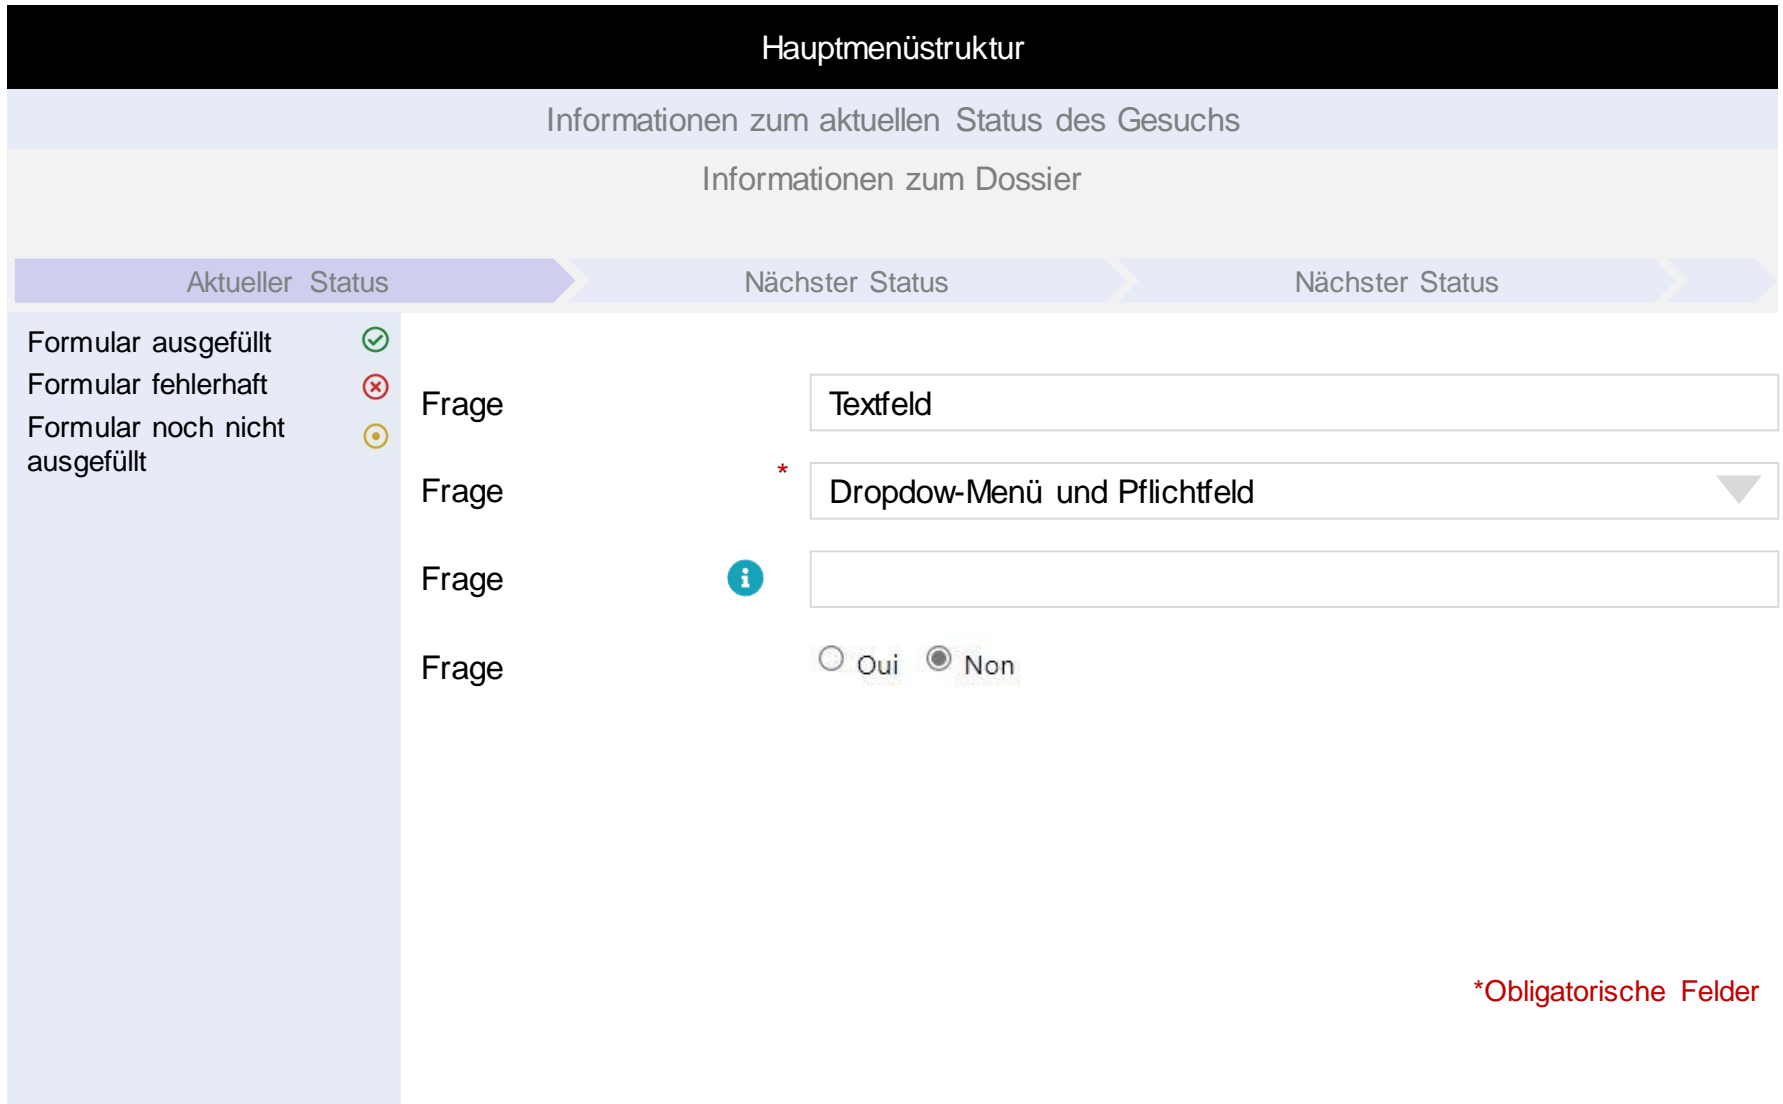 Hauptmenüstruktur
Informationen zum aktuellen Status des Gesuchs
Informationen zum Dossier
Aktueller Status
Nächster Status
Nächster Status
Formular ausgefüllt
Formular fehlerhaft
Formular noch nicht
ausgefüllt
Frage
Textfeld
Frage
*
Dropdow-Menü und Pflichtfeld
Frage
i
Frage
Oui Non
*Obligatorische Felder